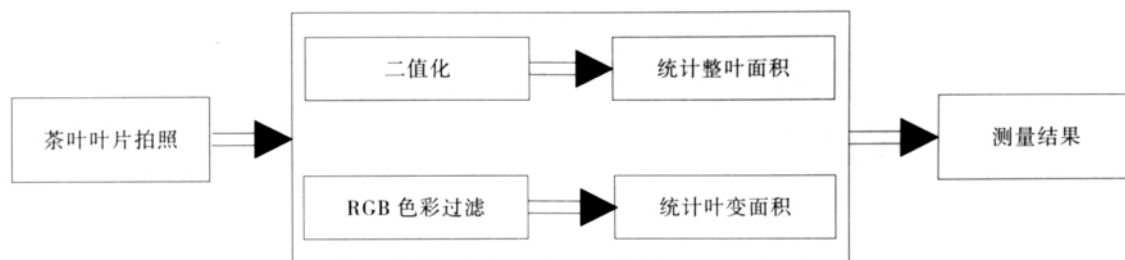 二值化
统计整叶面积
茶叶叶片拍照
测量结果
RGB 色彩过滤
统计叶变面积